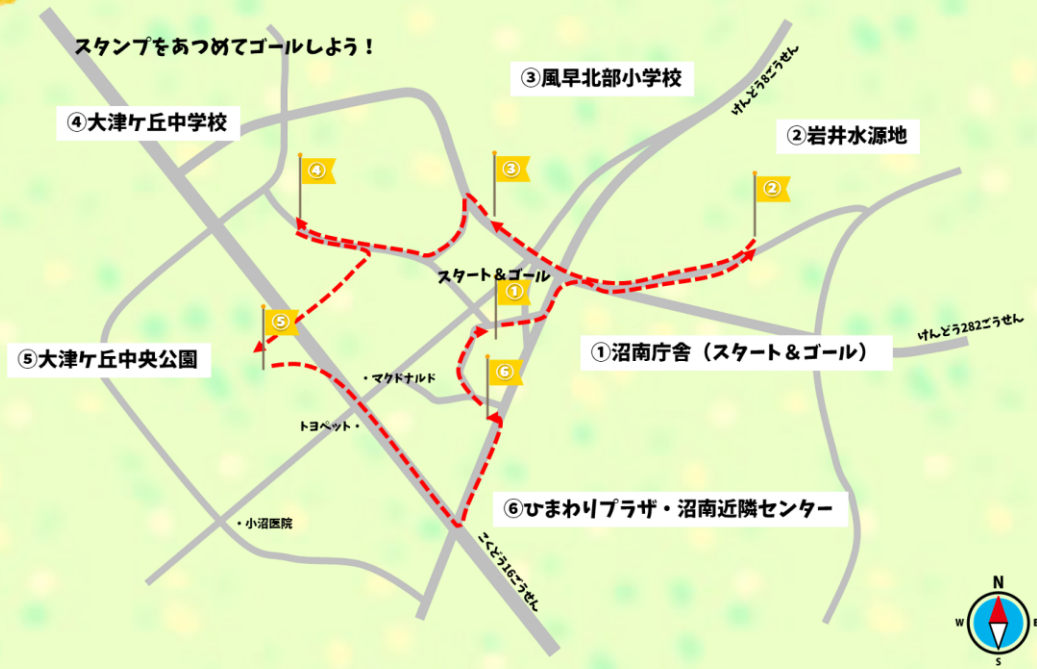 スタンプをあつめてゴールしよう！
③風早北部小学校
けんどう8ごうせん
④大津ケ丘中学校
②岩井水源地
④
③
②
スタート＆ゴール
①
⑤
けんどう282ごうせん
⑤大津ケ丘中央公園
①沼南庁舎（スタート＆ゴール）
⑥
・マクドナルド
トヨペット・
⑥ひまわりプラザ・沼南近隣センター
・小沼医院
こくどう16ごうせん
N
W
E
S